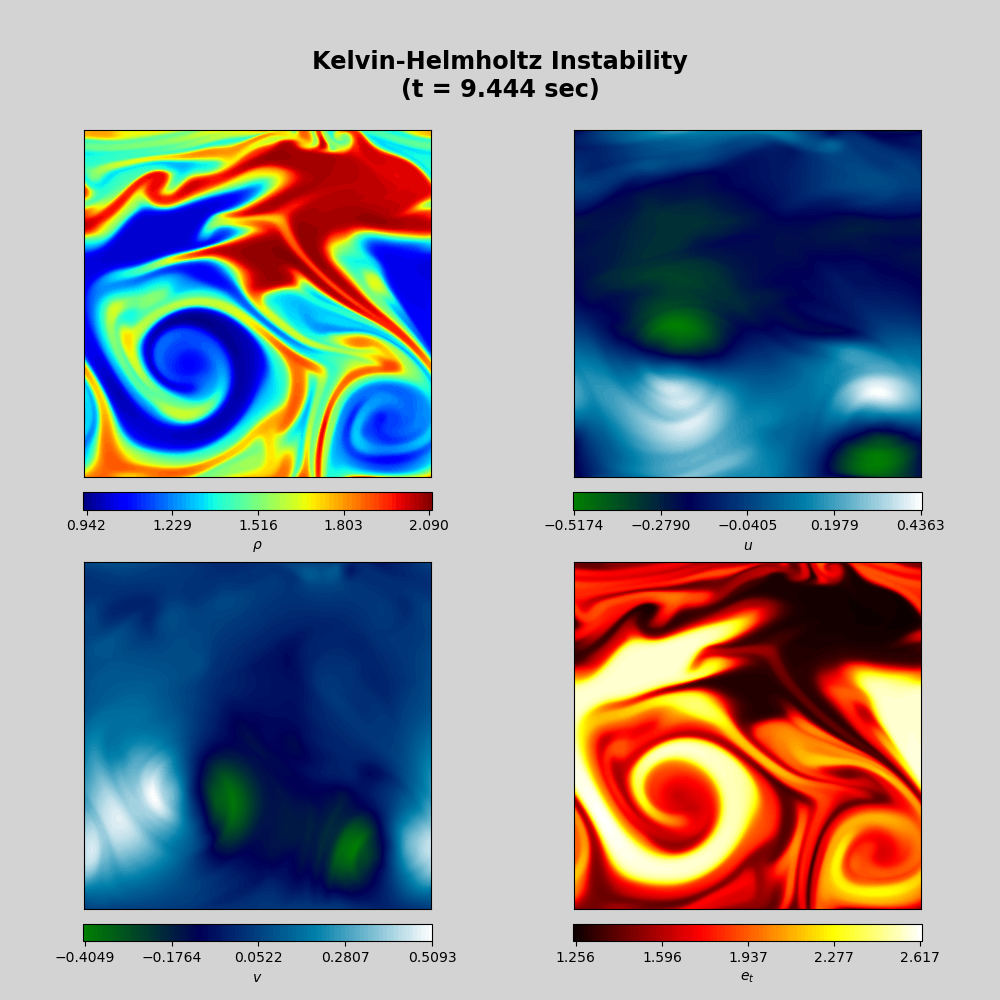 Kelvin-Helmholtz Instability
(t = 9.444 sec)
0.942 1.229 1.516 1.803 2.090
ρ
−0.5174 −0.2790 −0.0405 0.1979 0.4363
u
−0.4049 −0.1764 0.0522 0.2807 0.5093
v
1.256 1.596 1.937 2.277 2.617
eₜ